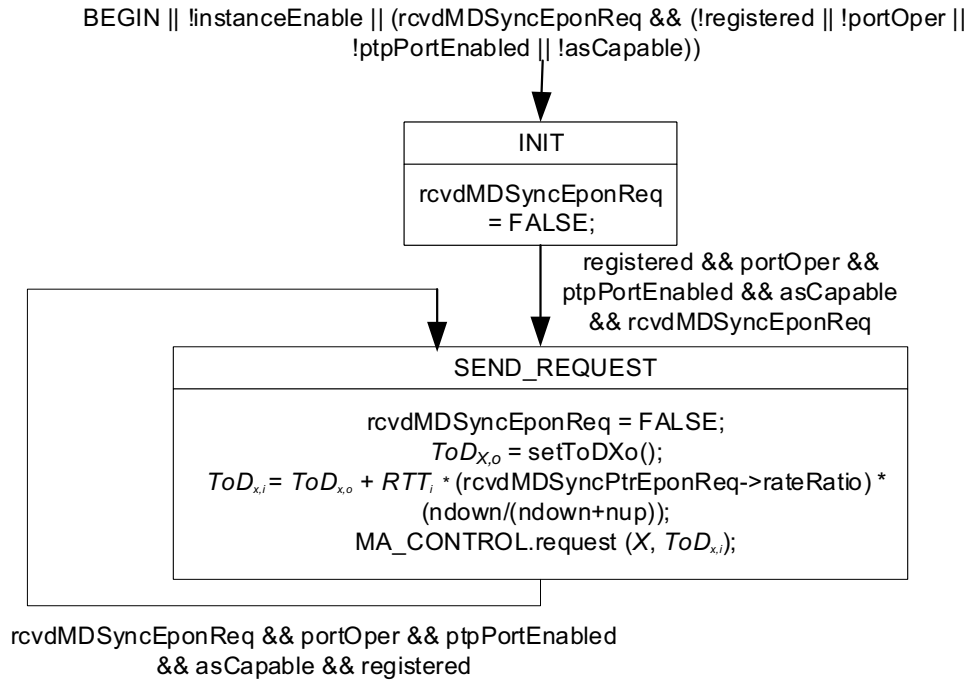 BEGIN || !instanceEnable || (rcvdMDSyncEponReq && (!registered || !portOper ||
!ptpPortEnabled || !asCapable))
INIT
rcvdMDSyncEponReq
= FALSE;
registered && portOper &&
ptpPortEnabled && asCapable
&& rcvdMDSyncEponReq
SEND_REQUEST
rcvdMDSyncEponReq = FALSE;
ToDX,o = setToDXo();
ToDx,i = ToDx,o + RTTi * (rcvdMDSyncPtrEponReq->rateRatio) *
(ndown/(ndown+nup));
MA_CONTROL.request (X, ToDx,i);
rcvdMDSyncEponReq && portOper && ptpPortEnabled
&& asCapable && registered